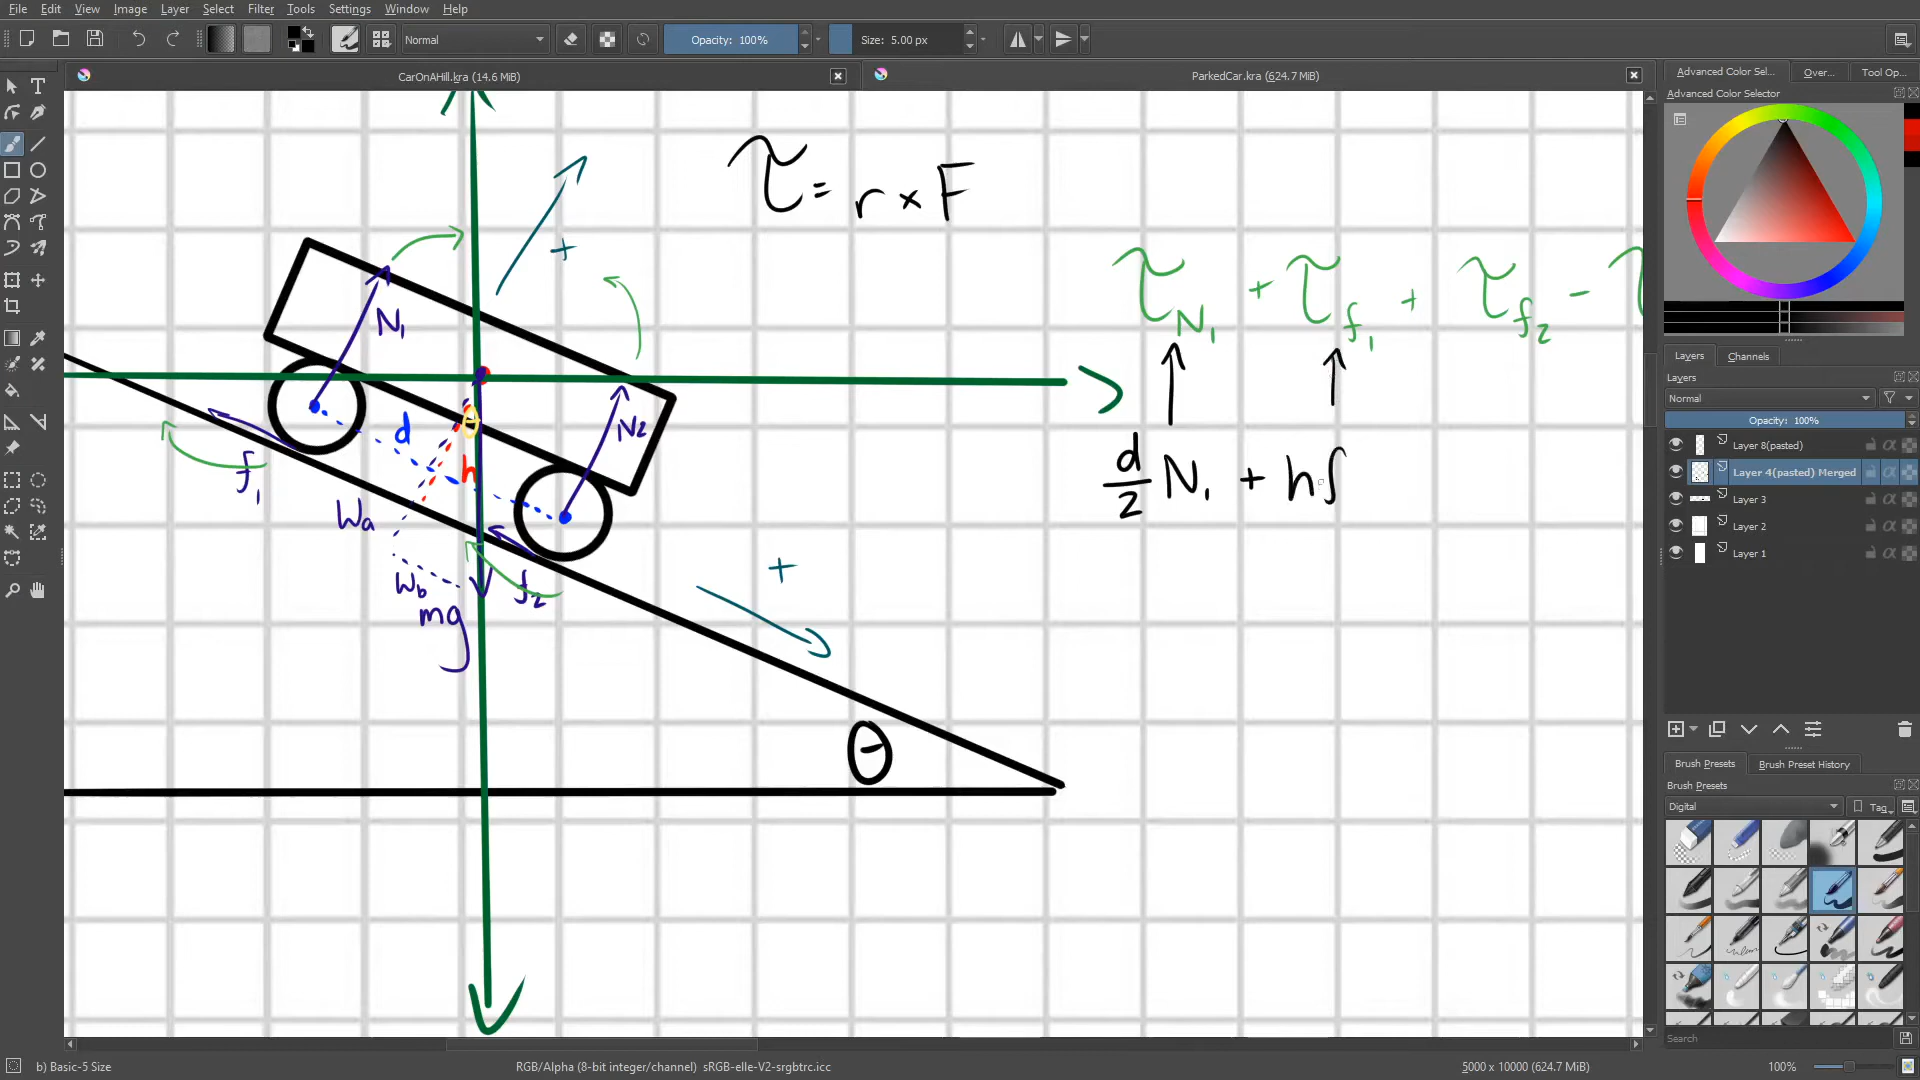 File Edit View Image Layer Select Filter Tools Settings Window Help
Normal Opacity: 100% Size: 5.00 px
CarOnAHill.kra (14.6 MiB) ParkedCar.kra (624.7 MiB)
Advanced Color Sel... Over... Tool Op...
Advanced Color Selector
τ = r × F
+
τN₁ + τf₁ + τf₂ -
N₁
N₂
d
h
θ
f₁
Wa
Wb
mg
f₂
+
d/2 N₁ + h
θ
Layers Channels
Layers
Normal
Opacity: 100%
Layer 8(pasted)
Layer 4(pasted) Merged
Layer 3
Layer 2
Layer 1
Brush Presets Brush Preset History
Brush Presets
Digital Tag
Search
b) Basic-5 Size RGB/Alpha (8-bit integer/channel) sRGB-elle-V2-srgbtrc.icc 5000 x 10000 (624.7 MiB) 100%